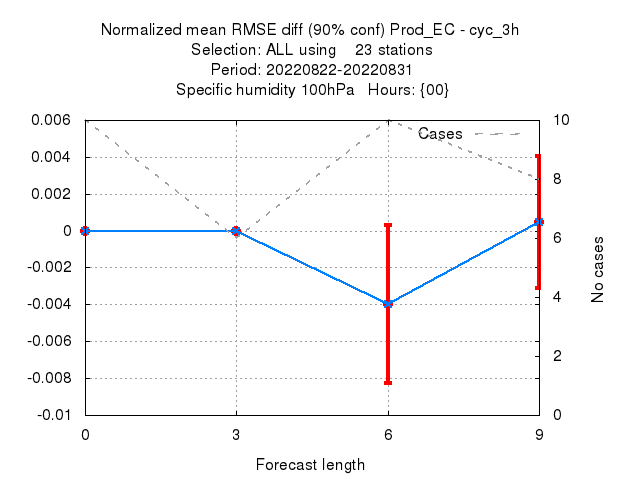 Normalized mean RMSE diff (90% conf) Prod_EC - cyc_3h
Selection: ALL using    23 stations
Period: 20220822-20220831
Specific humidity 100hPa   Hours: {00}
Cases
0.006
0.004
0.002
0
-0.002
-0.004
-0.006
-0.008
-0.01
10
8
6
4
2
0
No cases
0
3
6
9
Forecast length